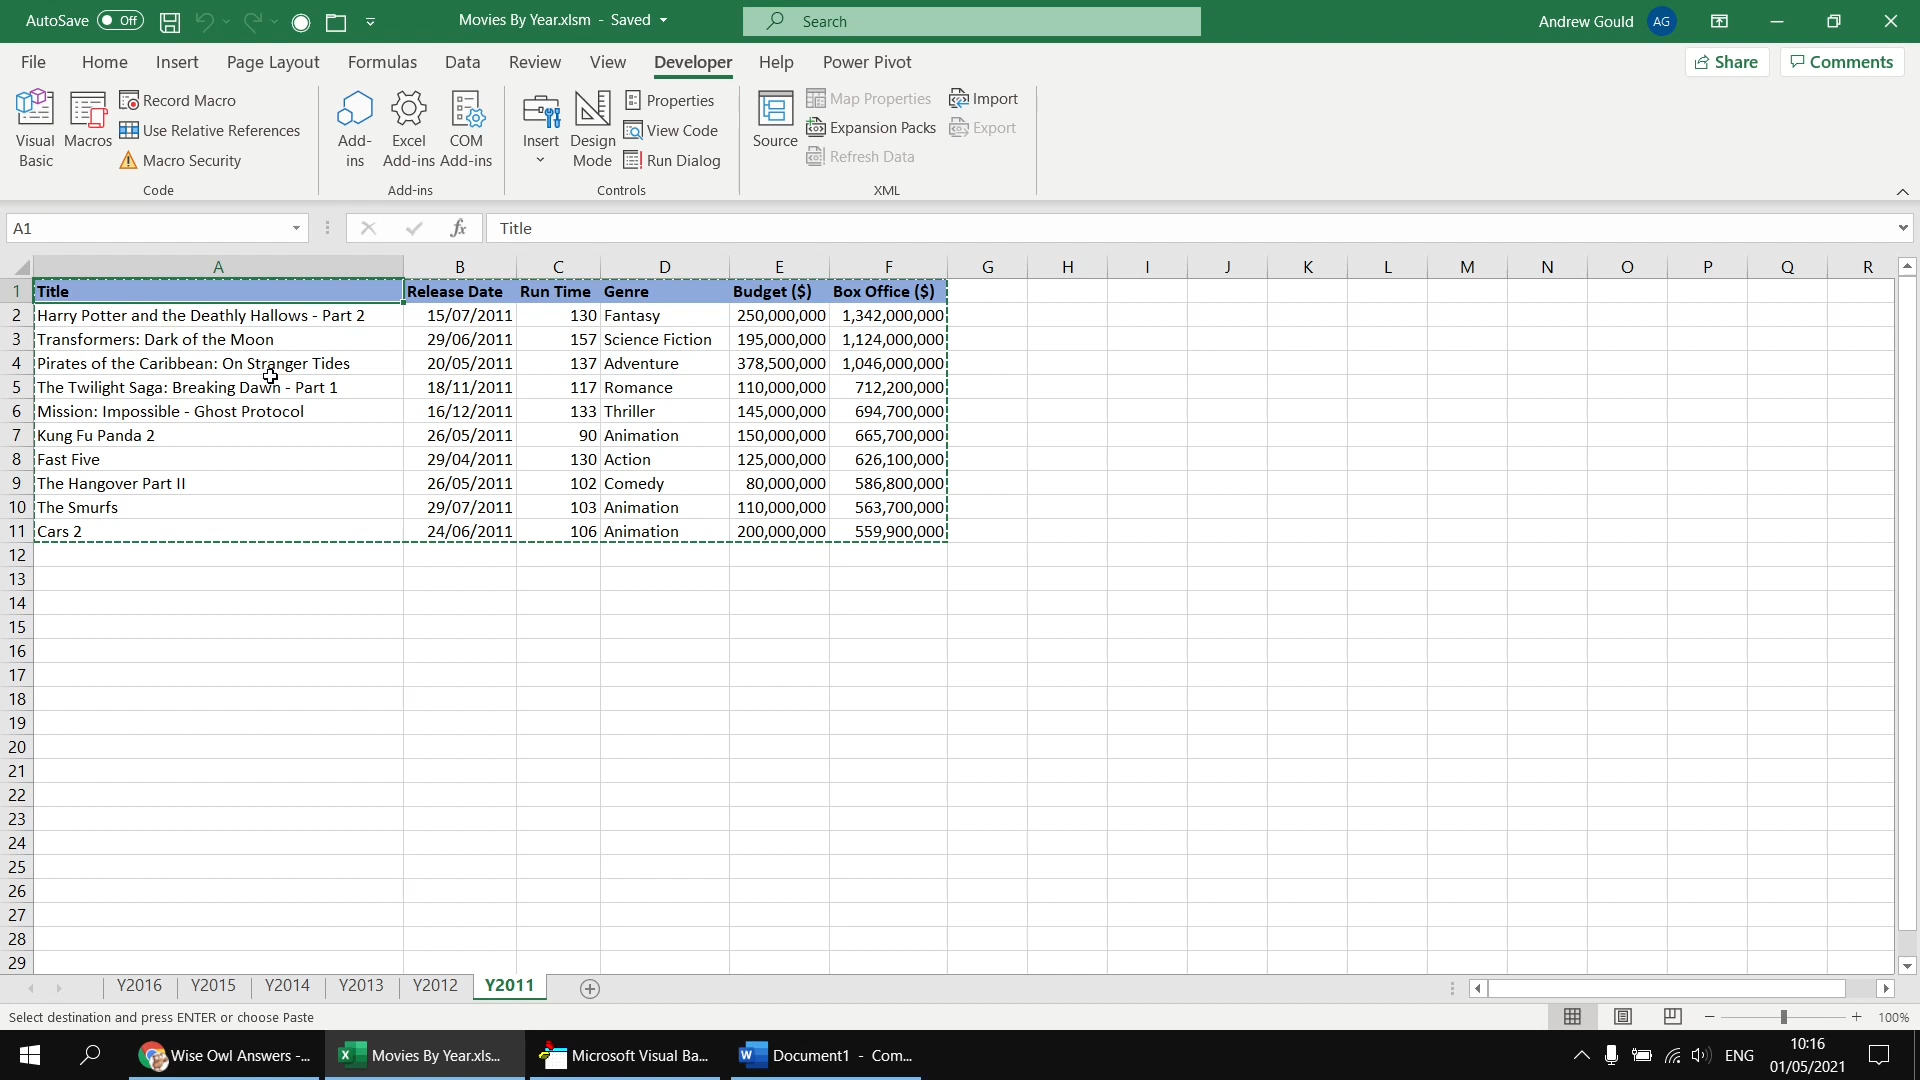 AutoSave Off Movies By Year.xlsm - Saved Search Andrew Gould AG
File Home Insert Page Layout Formulas Data Review View Developer Help Power Pivot Share Comments
Visual Basic
Macros
Record Macro
Use Relative References
Macro Security
Code
Add-ins
Excel Add-ins
COM Add-ins
Add-ins
Insert
Design Mode
Properties
View Code
Run Dialog
Controls
Source
Map Properties
Expansion Packs
Refresh Data
Import
Export
XML
A1 fx Title
A B C D E F G H I J K L M N O P Q R
1 Title Release Date Run Time Genre Budget ($) Box Office ($)
2 Harry Potter and the Deathly Hallows - Part 2 15/07/2011 130 Fantasy 250,000,000 1,342,000,000
3 Transformers: Dark of the Moon 29/06/2011 157 Science Fiction 195,000,000 1,124,000,000
4 Pirates of the Caribbean: On Stranger Tides 20/05/2011 137 Adventure 378,500,000 1,046,000,000
5 The Twilight Saga: Breaking Dawn - Part 1 18/11/2011 117 Romance 110,000,000 712,200,000
6 Mission: Impossible - Ghost Protocol 16/12/2011 133 Thriller 145,000,000 694,700,000
7 Kung Fu Panda 2 26/05/2011 90 Animation 150,000,000 665,700,000
8 Fast Five 29/04/2011 130 Action 125,000,000 626,100,000
9 The Hangover Part II 26/05/2011 102 Comedy 80,000,000 586,800,000
10 The Smurfs 29/07/2011 103 Animation 110,000,000 563,700,000
11 Cars 2 24/06/2011 106 Animation 200,000,000 559,900,000
12
13
14
15
16
17
18
19
20
21
22
23
24
25
26
27
28
29
Y2016 Y2015 Y2014 Y2013 Y2012 Y2011
Select destination and press ENTER or choose Paste 100%
Wise Owl Answers -... Movies By Year.xls... Microsoft Visual Ba... Document1 - Com... ENG 10:16
01/05/2021